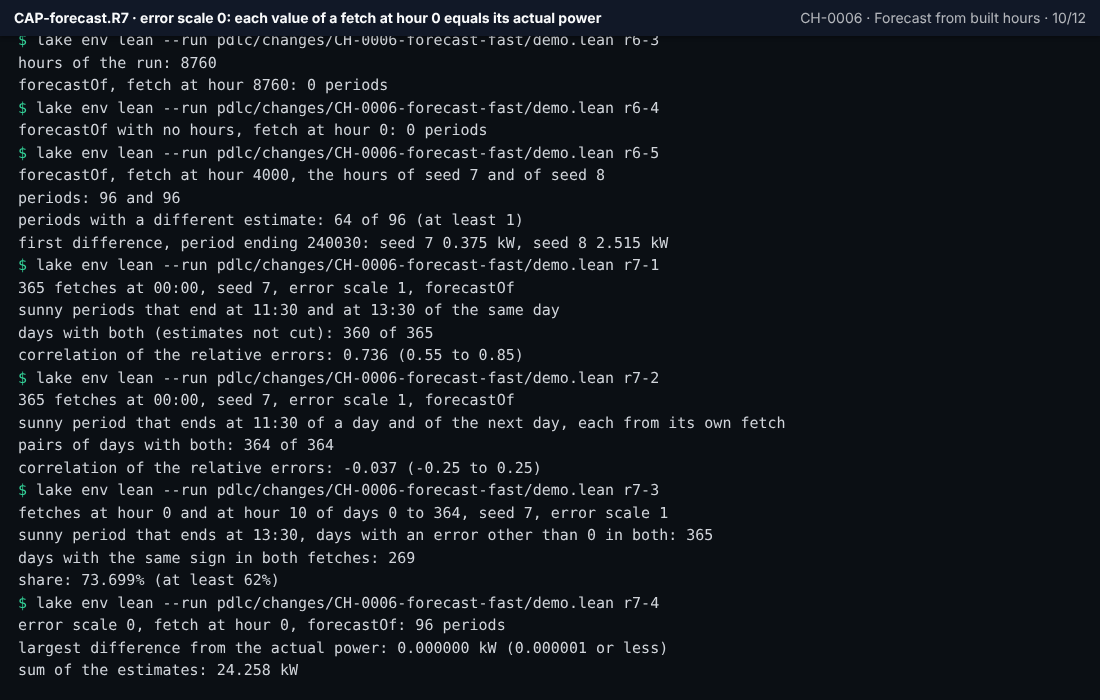 CAP-forecast.R7 · error scale 0: each value of a fetch at hour 0 equals its actual power
CH-0006 · Forecast from built hours · 10/12
$ lake env lean --run pdlc/changes/CH-0006-forecast-fast/demo.lean r6-3
hours of the run: 8760
forecastOf, fetch at hour 8760: 0 periods
$ lake env lean --run pdlc/changes/CH-0006-forecast-fast/demo.lean r6-4
forecastOf with no hours, fetch at hour 0: 0 periods
$ lake env lean --run pdlc/changes/CH-0006-forecast-fast/demo.lean r6-5
forecastOf, fetch at hour 4000, the hours of seed 7 and of seed 8
periods: 96 and 96
periods with a different estimate: 64 of 96 (at least 1)
first difference, period ending 240030: seed 7 0.375 kW, seed 8 2.515 kW
$ lake env lean --run pdlc/changes/CH-0006-forecast-fast/demo.lean r7-1
365 fetches at 00:00, seed 7, error scale 1, forecastOf
sunny periods that end at 11:30 and at 13:30 of the same day
days with both (estimates not cut): 360 of 365
correlation of the relative errors: 0.736 (0.55 to 0.85)
$ lake env lean --run pdlc/changes/CH-0006-forecast-fast/demo.lean r7-2
365 fetches at 00:00, seed 7, error scale 1, forecastOf
sunny period that ends at 11:30 of a day and of the next day, each from its own fetch
pairs of days with both: 364 of 364
correlation of the relative errors: -0.037 (-0.25 to 0.25)
$ lake env lean --run pdlc/changes/CH-0006-forecast-fast/demo.lean r7-3
fetches at hour 0 and at hour 10 of days 0 to 364, seed 7, error scale 1
sunny period that ends at 13:30, days with an error other than 0 in both: 365
days with the same sign in both fetches: 269
share: 73.699% (at least 62%)
$ lake env lean --run pdlc/changes/CH-0006-forecast-fast/demo.lean r7-4
error scale 0, fetch at hour 0, forecastOf: 96 periods
largest difference from the actual power: 0.000000 kW (0.000001 or less)
sum of the estimates: 24.258 kW